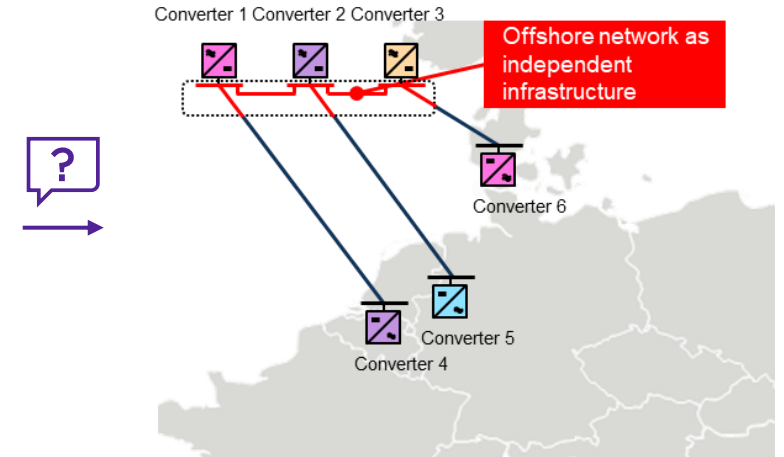 Converter 1 Converter 2 Converter 3
Offshore network as
independent
infrastructure
?
Converter 6
Converter 5
Converter 4